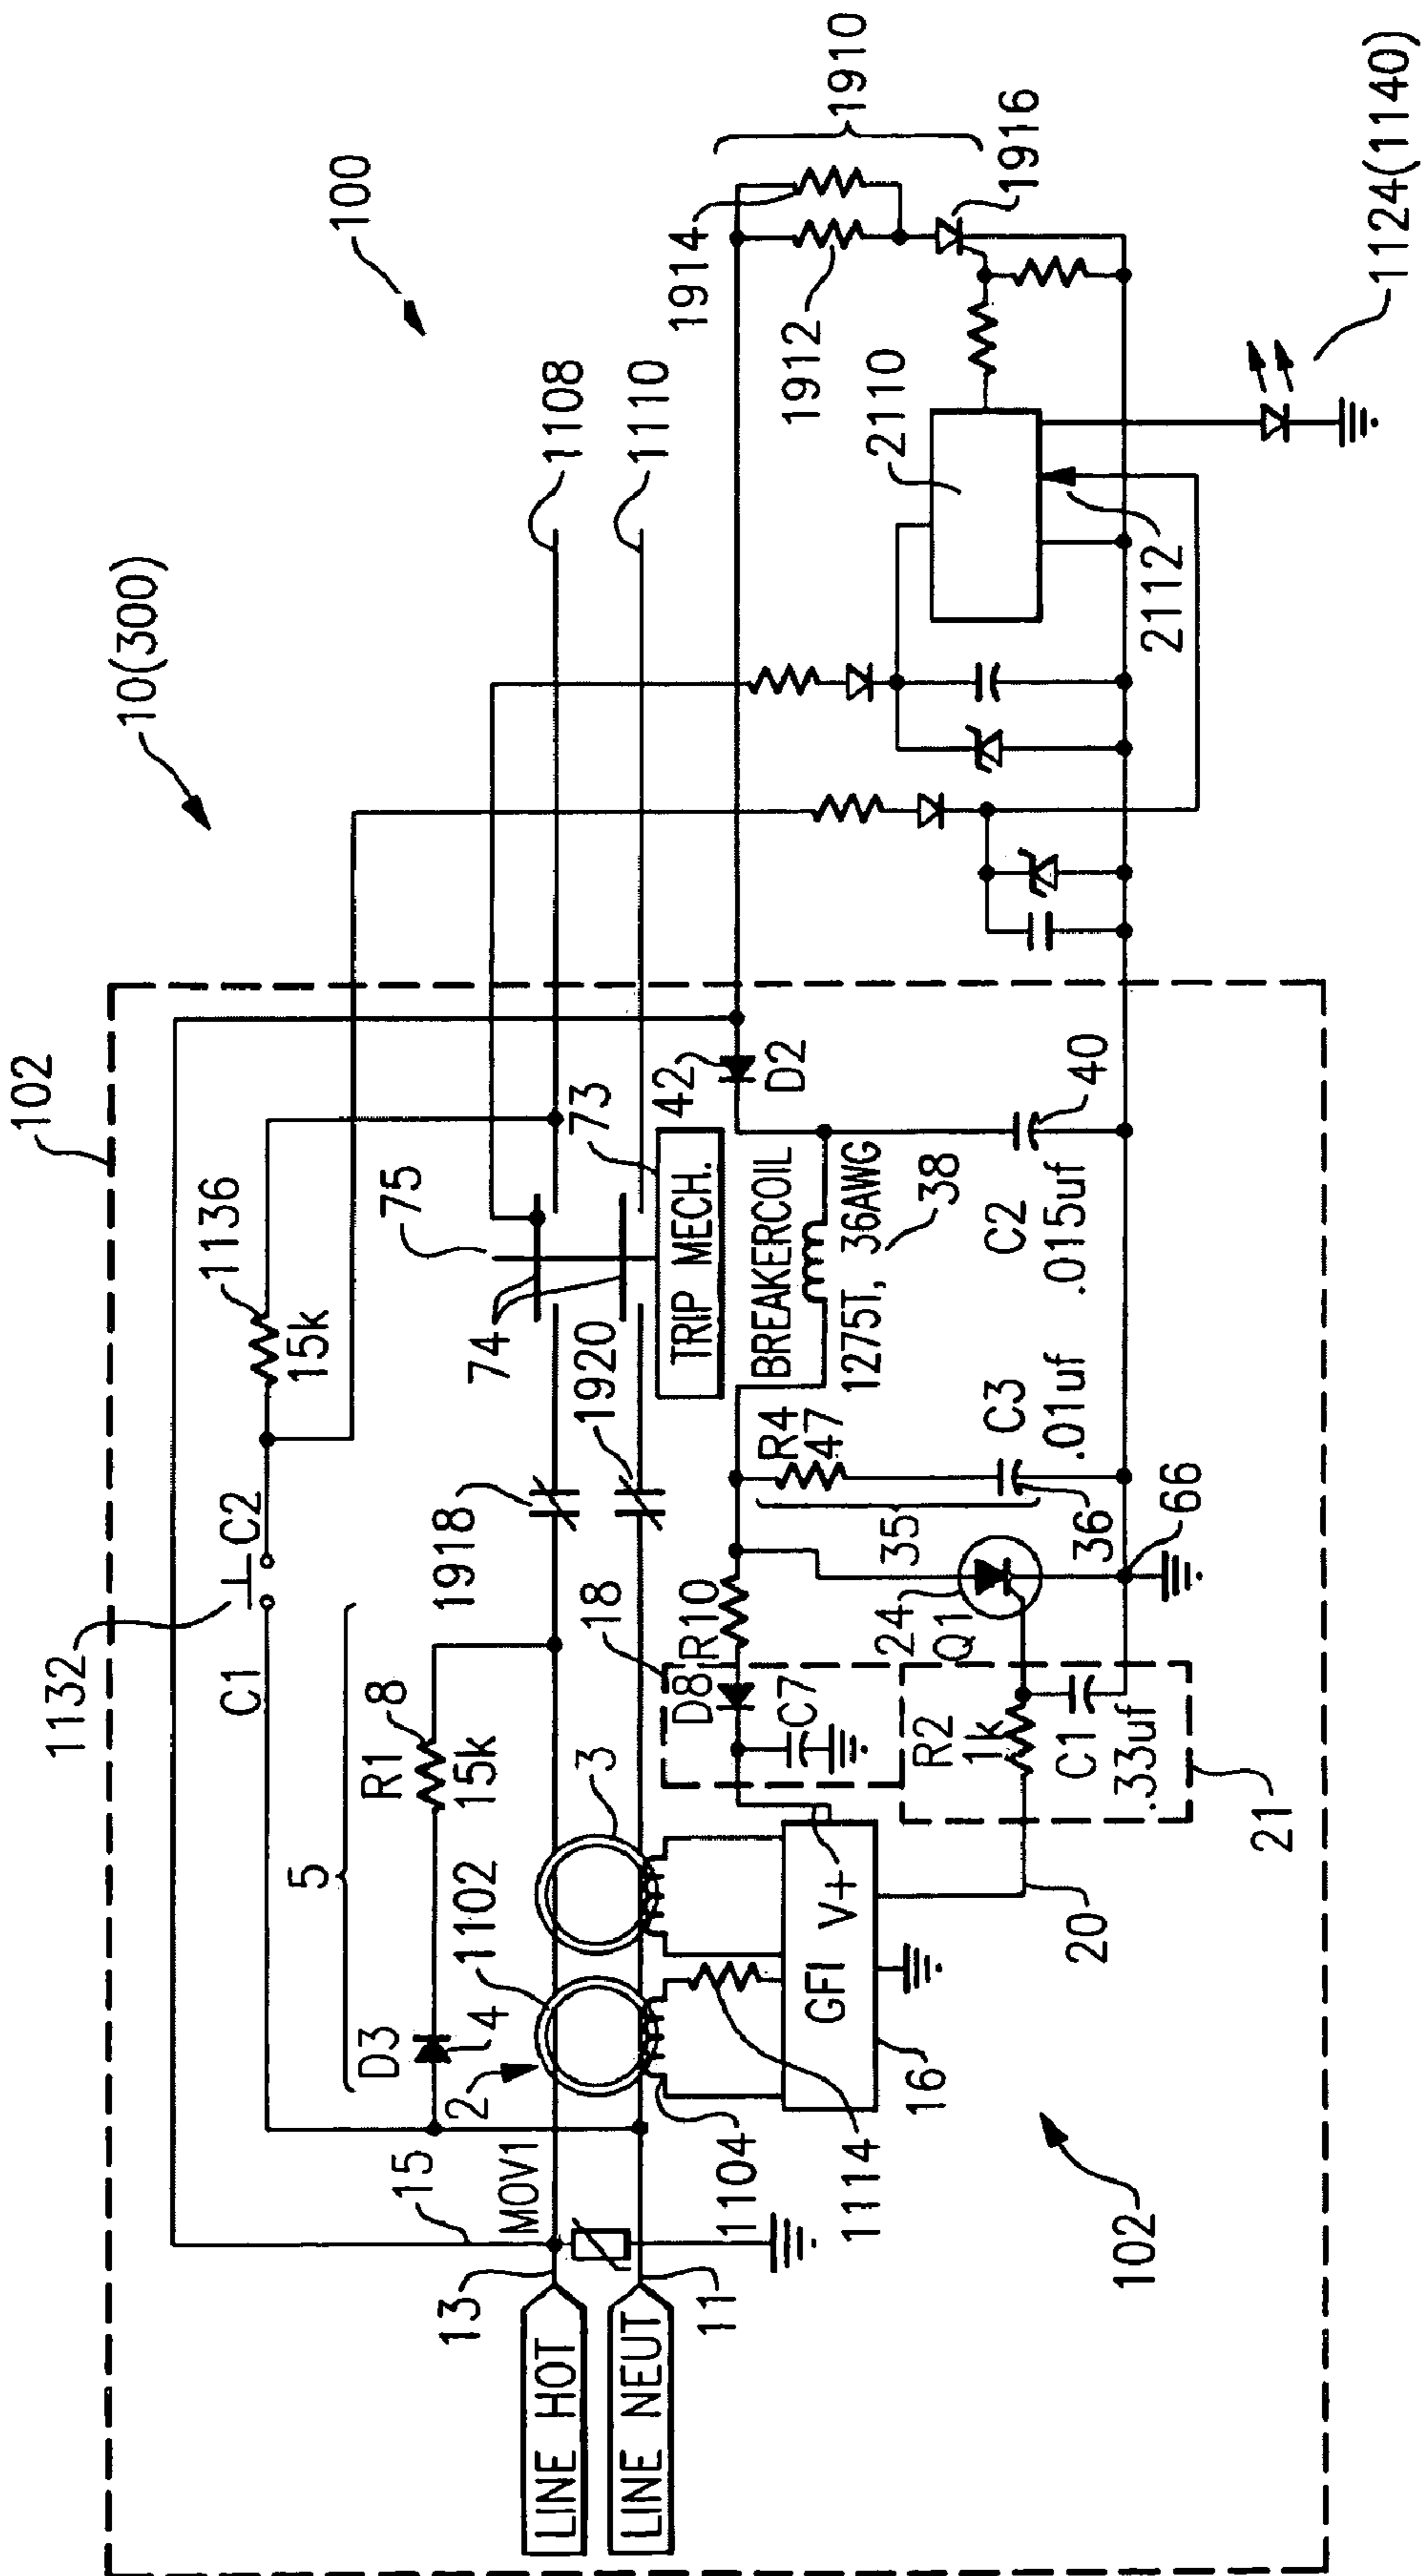 10(300)
100
102
1132
C1
C2
1136
15k
5
D3
4
R1
8
15k
75
74
73
1108
1110
1918
1920
2
1102
3
15
13
MOV1
LINE HOT
LINE NEUT
11
1104
1114
GFI
V+
16
18
D8
C7
R10
TRIP MECH.
42
D2
BREAKERCOIL
1275T, 36AWG
38
R4
47
35
C3
.01uf
36
C2
.015uf
40
24
Q1
66
R2
1k
C1
.33uf
20
21
102
1910
1914
1912
1916
2110
2112
1124(1140)